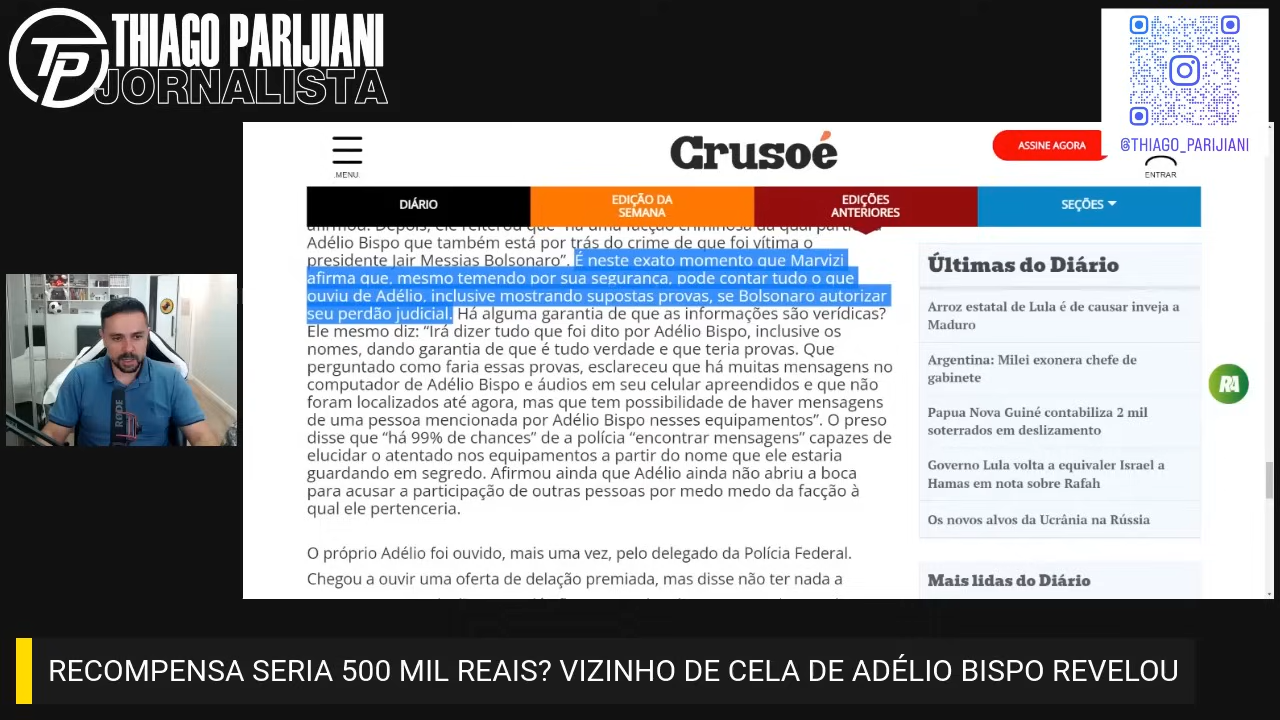 TP THIAGO PARIJIANI
JORNALISTA
@THIAGO_PARIJIANI
MENU.
Crusoé
ASSINE AGORA
ENTRAR
DIÁRIO
EDIÇÃO DA
SEMANA
EDIÇÕES
ANTERIORES
SEÇÕES
afirmou. Depois, ele reiterou que “há uma facção criminosa da qual
Adélio Bispo que também está por trás do crime de que foi vítima o
presidente Jair Messias Bolsonaro”. É neste exato momento que Marvizi
afirma que, mesmo temendo por sua segurança, pode contar tudo o que
ouviu de Adélio, inclusive mostrando supostas provas, se Bolsonaro autorizar
seu perdão judicial. Há alguma garantia de que as informações são verídicas?
Ele mesmo diz: “Irá dizer tudo que foi dito por Adélio Bispo, inclusive os
nomes, dando garantia de que é tudo verdade e que teria provas. Que
perguntado como faria essas provas, esclareceu que há muitas mensagens no
computador de Adélio Bispo e áudios em seu celular apreendidos e que não
foram localizados até agora, mas que tem possibilidade de haver mensagens
de uma pessoa mencionada por Adélio Bispo nesses equipamentos”. O preso
disse que “há 99% de chances” de a polícia “encontrar mensagens” capazes de
elucidar o atentado nos equipamentos a partir do nome que ele estaria
guardando em segredo. Afirmou ainda que Adélio ainda não abriu a boca
para acusar a participação de outras pessoas por medo medo da facção à
qual ele pertenceria.
O próprio Adélio foi ouvido, mais uma vez, pelo delegado da Polícia Federal.
Chegou a ouvir uma oferta de delação premiada, mas disse não ter nada a
Últimas do Diário
Arroz estatal de Lula é de causar inveja a
Maduro
Argentina: Milei exonera chefe de
gabinete
Papua Nova Guiné contabiliza 2 mil
soterrados em deslizamento
Governo Lula volta a equivaler Israel a
Hamas em nota sobre Rafah
Os novos alvos da Ucrânia na Rússia
Mais lidas do Diário
RA
RODE
RECOMPENSA SERIA 500 MIL REAIS? VIZINHO DE CELA DE ADÉLIO BISPO REVELOU